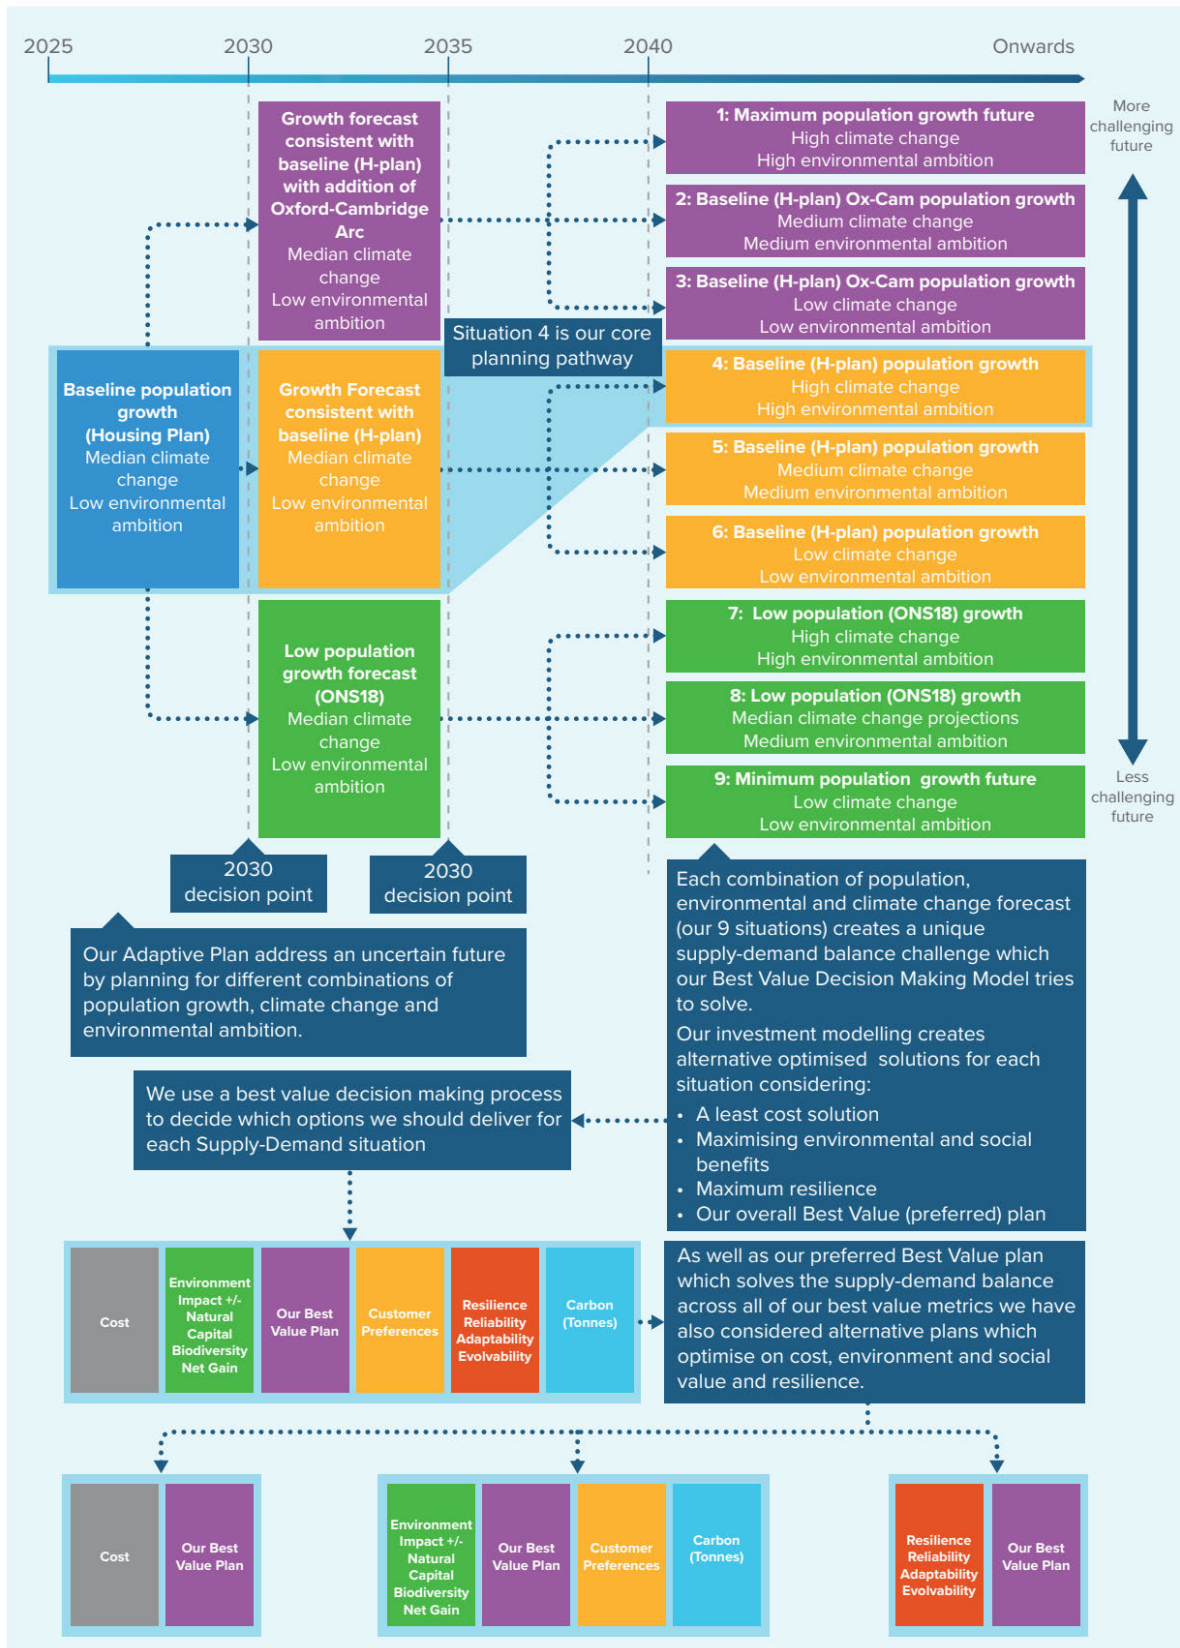 2025
2030
2035
2040
Onwards
More
challenging
future
Growth forecast
consistent with
baseline (H-plan)
with addition of
Oxford-Cambridge
Arc
Median climate
change
Low environmental
ambition
1: Maximum population growth future
High climate change
High environmental ambition
2: Baseline (H-plan) Ox-Cam population growth
Medium climate change
Medium environmental ambition
3: Baseline (H-plan) Ox-Cam population growth
Low climate change
Low environmental ambition
Situation 4 is our core
planning pathway
Baseline population
growth
(Housing Plan)
Median climate
change
Low environmental
ambition
Growth Forecast
consistent with
baseline (H-plan)
Median climate
change
Low environmental
ambition
4: Baseline (H-plan) population growth
High climate change
High environmental ambition
5: Baseline (H-plan) population growth
Medium climate change
Medium environmental ambition
6: Baseline (H-plan) population growth
Low climate change
Low environmental ambition
Low population
growth forecast
(ONS18)
Median climate
change
Low environmental
ambition
7: Low population (ONS18) growth
High climate change
High environmental ambition
8: Low population (ONS18) growth
Median climate change projections
Medium environmental ambition
9: Minimum population growth future
Low climate change
Low environmental ambition
Less
challenging
future
2030
decision point
2030
decision point
Our Adaptive Plan address an uncertain future
by planning for different combinations of
population growth, climate change and
environmental ambition.
Each combination of population,
environmental and climate change forecast
(our 9 situations) creates a unique
supply-demand balance challenge which
our Best Value Decision Making Model tries
to solve.
Our investment modelling creates
alternative optimised solutions for each
situation considering:
• A least cost solution
• Maximising environmental and social
benefits
• Maximum resilience
• Our overall Best Value (preferred) plan
We use a best value decision making process
to decide which options we should deliver for
each Supply-Demand situation
Cost
Environment
Impact +/-
Natural
Capital
Biodiversity
Net Gain
Our Best
Value Plan
Customer
Preferences
Resilience
Reliability
Adaptability
Evolvability
Carbon
(Tonnes)
As well as our preferred Best Value plan
which solves the supply-demand balance
across all of our best value metrics we have
also considered alternative plans which
optimise on cost, environment and social
value and resilience.
Cost
Our Best
Value Plan
Environment
Impact +/-
Natural
Capital
Biodiversity
Net Gain
Our Best
Value Plan
Customer
Preferences
Carbon
(Tonnes)
Resilience
Reliability
Adaptability
Evolvability
Our Best
Value Plan